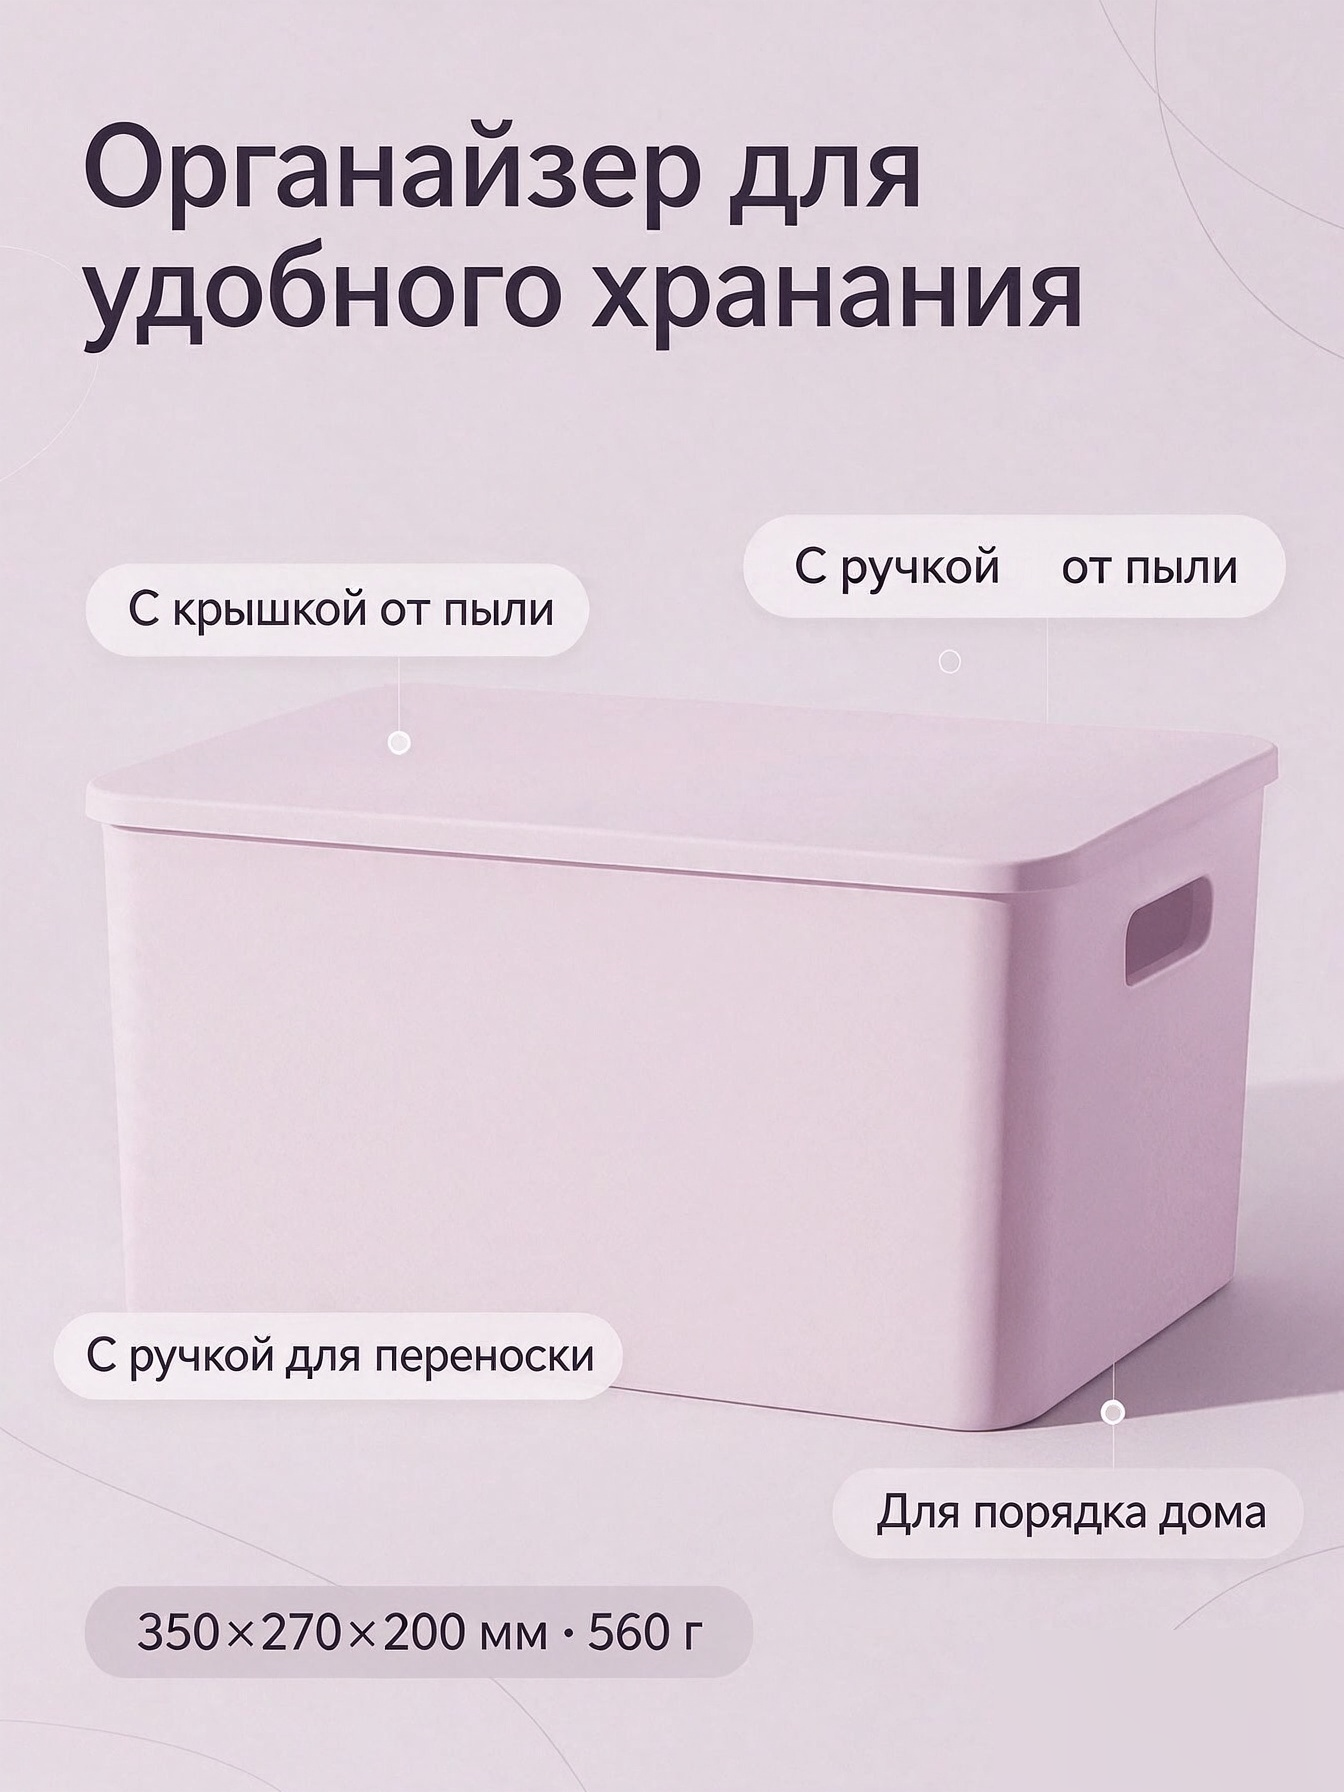 Органайзер для
удобного хранания
С ручкой от пыли
С крышкой от пыли
С ручкой для переноски
Для порядка дома
350×270×200 мм · 560 г